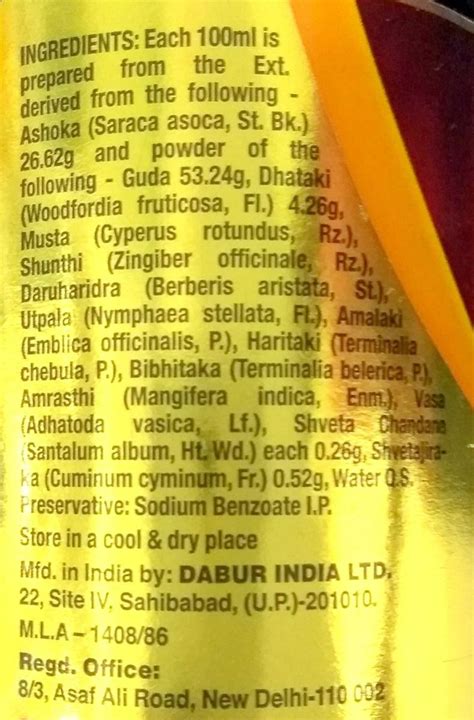 INGREDIENTS: Each 100ml is
prepared from the Ext.
derived from the following -
Ashoka (Saraca asoca, St. Bk.)
26.62g and powder of the
following - Guda 53.24g, Dhataki
(Woodfordia fruticosa, Fl.) 4.26g,
Musta (Cyperus rotundus, Rz.),
Shunthi (Zingiber officinale, Rz.),
Daruharidra (Berberis aristata, St.),
Utpala (Nymphaea stellata, Fl.), Amalaki
(Emblica officinalis, P.), Haritaki (Terminalia
chebula, P.), Bibhitaka (Terminalia belerica, P.),
Amrasthi (Mangifera indica, Enm.), Vasa
(Adhatoda vasica, Lf.), Shveta Chandana
(Santalum album, Ht. Wd.) each 0.26g, Shvetajira-
ka (Cuminum cyminum, Fr.) 0.52g, Water Q.S.
Preservative: Sodium Benzoate I.P.
Store in a cool & dry place
Mfd. in India by: DABUR INDIA LTD.
22, Site IV, Sahibabad, (U.P.)-201010.
M.L.A – 1408/86
Regd. Office:
8/3, Asaf Ali Road, New Delhi-110 002